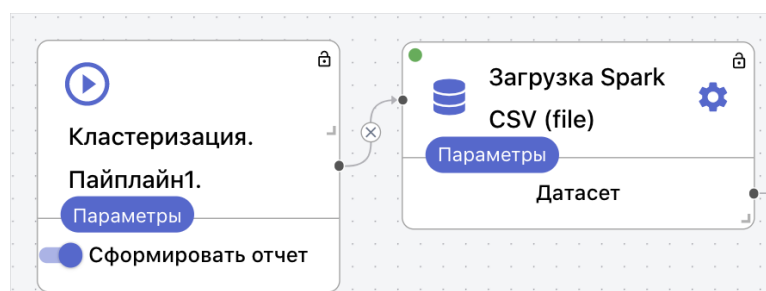 Кластеризация.
Пайплайн1.
Параметры
Сформировать отчет
Загрузка Spark
CSV (file)
Параметры
Датасет